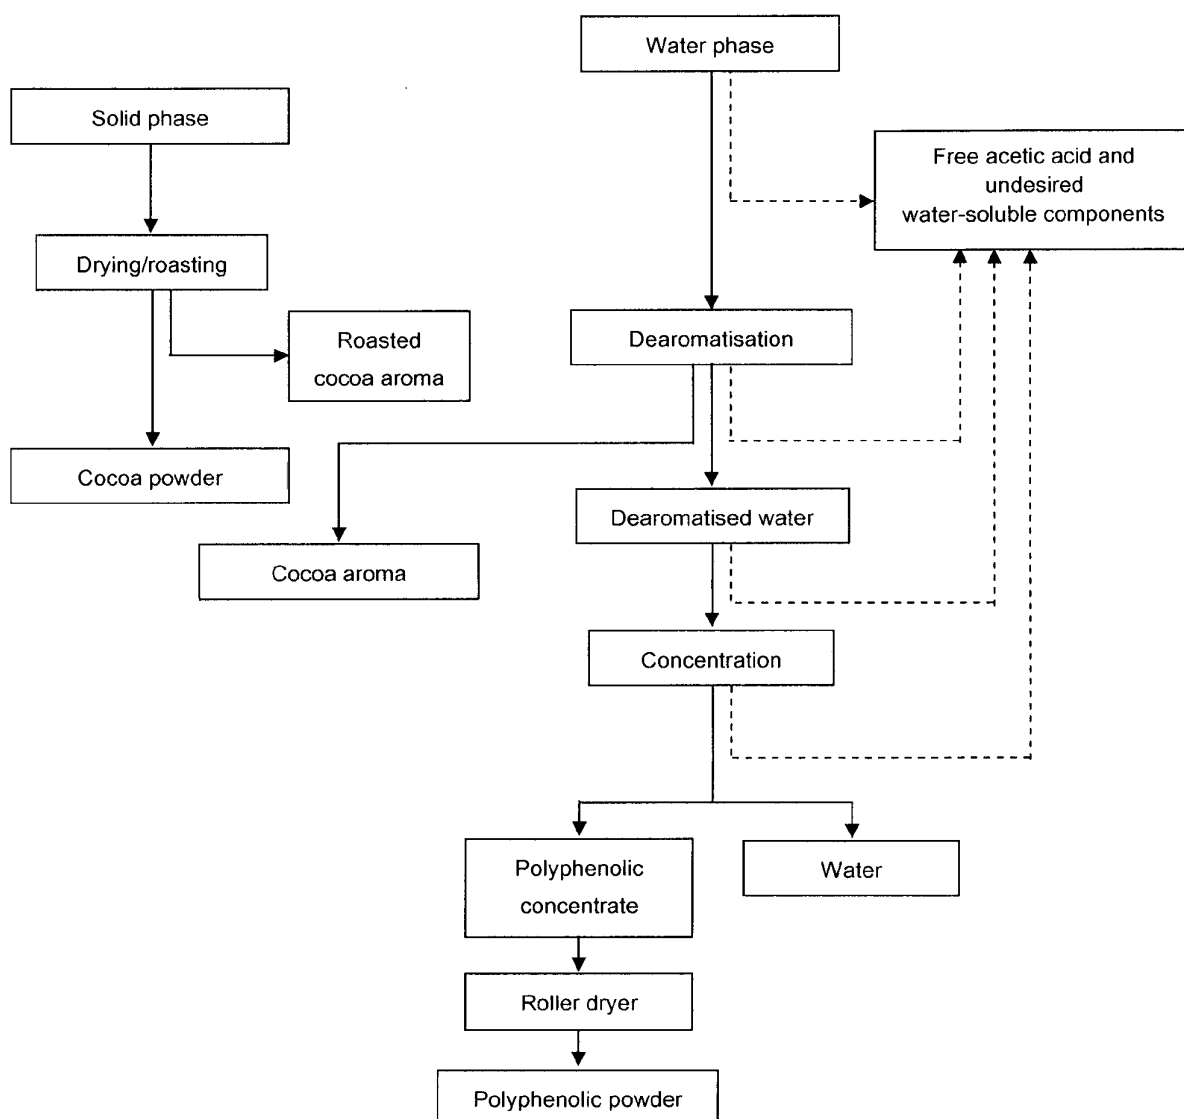 Water phase
Solid phase
Free acetic acid and
undesired
water-soluble components
Drying/roasting
Roasted
cocoa aroma
Dearomatisation
Cocoa powder
Dearomatised water
Cocoa aroma
Concentration
Polyphenolic
concentrate
Water
Roller dryer
Polyphenolic powder